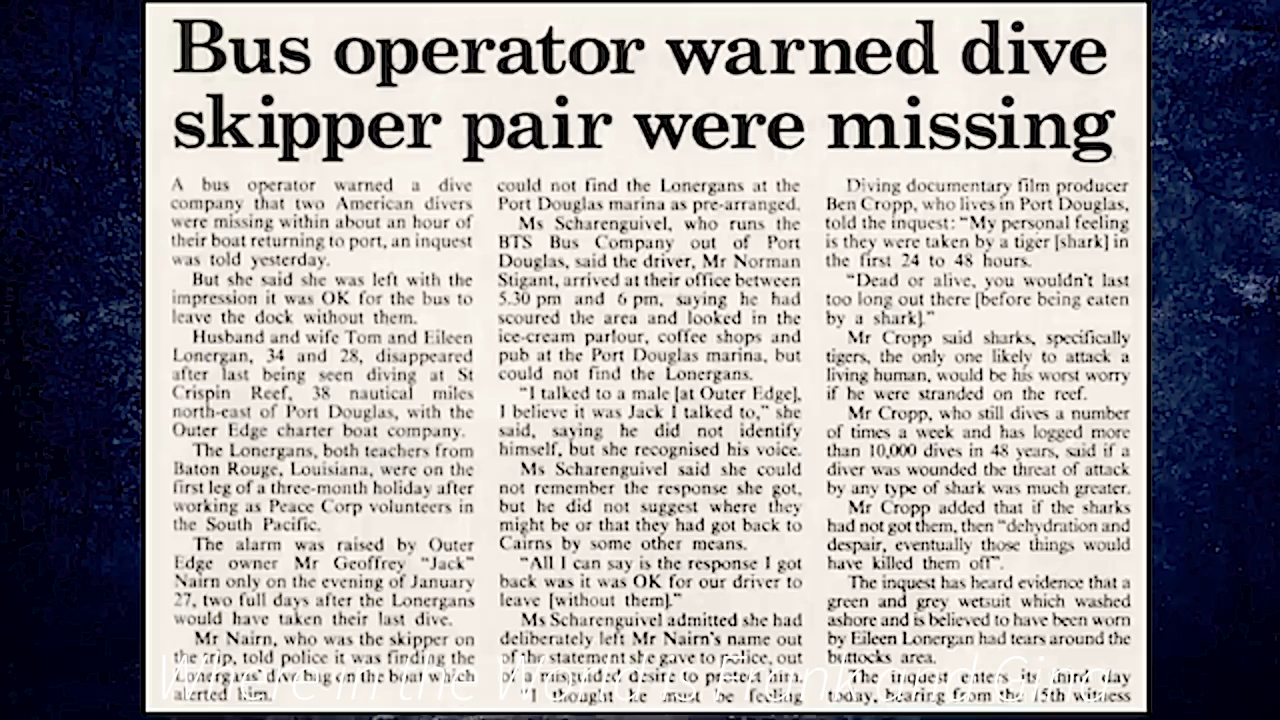 Bus operator warned dive
skipper pair were missing
A bus operator warned a dive
company that two American divers
were missing within about an hour of
their boat returning to port, an inquest
was told yesterday.
But she said she was left with the
impression it was OK for the bus to
leave the dock without them.
Husband and wife Tom and Eileen
Lonergan, 34 and 28, disappeared
after last being seen diving at St
Crispin Reef, 38 nautical miles
north-east of Port Douglas, with the
Outer Edge charter boat company.
The Lonergans, both teachers from
Baton Rouge, Louisiana, were on the
first leg of a three-month holiday after
working as Peace Corp volunteers in
the South Pacific.
The alarm was raised by Outer
Edge owner Mr Geoffrey “Jack”
Nairn only on the evening of January
27, two full days after the Lonergans
would have taken their last dive.
Mr Nairn, who was the skipper on
the trip, told police it was finding the
Lonergans' dive bag on the boat which
alerted him.
could not find the Lonergans at the
Port Douglas marina as pre-arranged.
Ms Scharenguivel, who runs the
BTS Bus Company out of Port
Douglas, said the driver, Mr Norman
Stigant, arrived at their office between
5.30 pm and 6 pm, saying he had
scoured the area and looked in the
ice-cream parlour, coffee shops and
pub at the Port Douglas marina, but
could not find the Lonergans.
“I talked to a male [at Outer Edge],
I believe it was Jack I talked to,” she
said, saying he did not identify
himself, but she recognised his voice.
Ms Scharenguivel said she could
not remember the response she got,
but he did not suggest where they
might be or that they had got back to
Cairns by some other means.
“All I can say is the response I got
back was it was OK for our driver to
leave [without them].”
Ms Scharenguivel admitted she had
deliberately left Mr Nairn's name out
of the statement she gave to police, out
of a misguided desire to protect him.
“I thought he must be feeling
Diving documentary film producer
Ben Cropp, who lives in Port Douglas,
told the inquest: “My personal feeling
is they were taken by a tiger [shark] in
the first 24 to 48 hours.
“Dead or alive, you wouldn't last
too long out there [before being eaten
by a shark].”
Mr Cropp said sharks, specifically
tigers, the only one likely to attack a
living human, would be his worst worry
if he were stranded on the reef.
Mr Cropp, who still dives a number
of times a week and has logged more
than 10,000 dives in 48 years, said if a
diver was wounded the threat of attack
by any type of shark was much greater.
Mr Cropp added that if the sharks
had not got them, then “dehydration and
despair, eventually those things would
have killed them off”.
The inquest has heard evidence that a
green and grey wetsuit which washed
ashore and is believed to have been worn
by Eileen Lonergan had tears around the
buttocks area.
The inquest enters its third day
today, hearing from the 15th witness
Where in the World